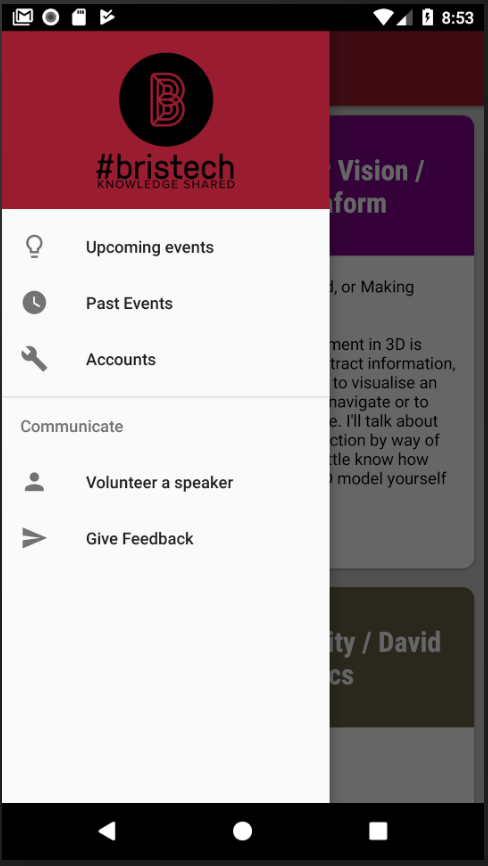 8:53
#bristech
KNOWLEDGE SHARED
Upcoming events
Past Events
Accounts
Communicate
Volunteer a speaker
Give Feedback
Vision /
d, or Making
ment in 3D is
tract information,
to visualise an
navigate or to
e. I'll talk about
ction by way of
ttle know how
model yourself
ity / David
cs